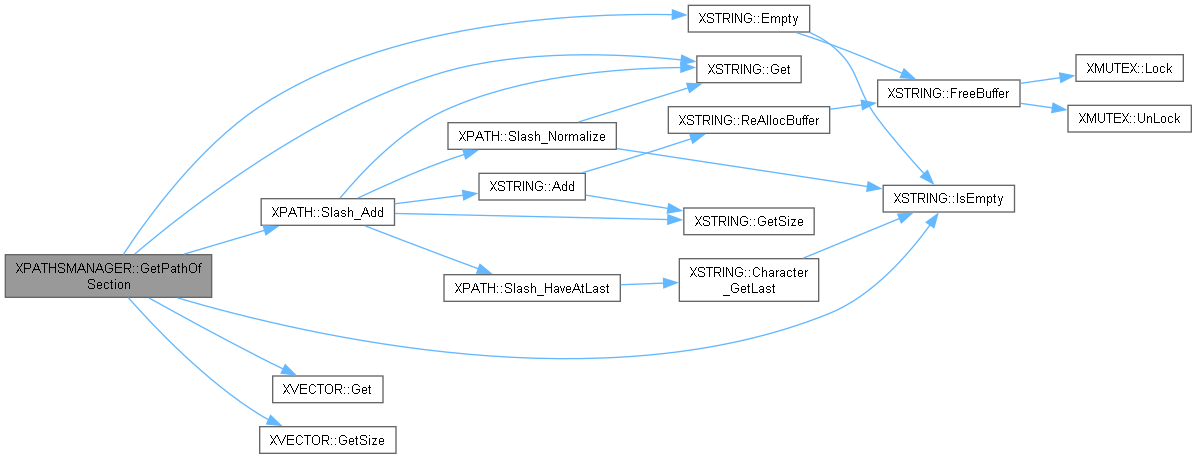 XPATHSMANAGER::GetPathOf
Section
XSTRING::Empty
XSTRING::Get
XPATH::Slash_Add
XPATH::Slash_Normalize
XSTRING::Add
XSTRING::ReAllocBuffer
XSTRING::FreeBuffer
XMUTEX::Lock
XMUTEX::UnLock
XSTRING::IsEmpty
XSTRING::GetSize
XPATH::Slash_HaveAtLast
XSTRING::Character
_GetLast
XVECTOR::Get
XVECTOR::GetSize